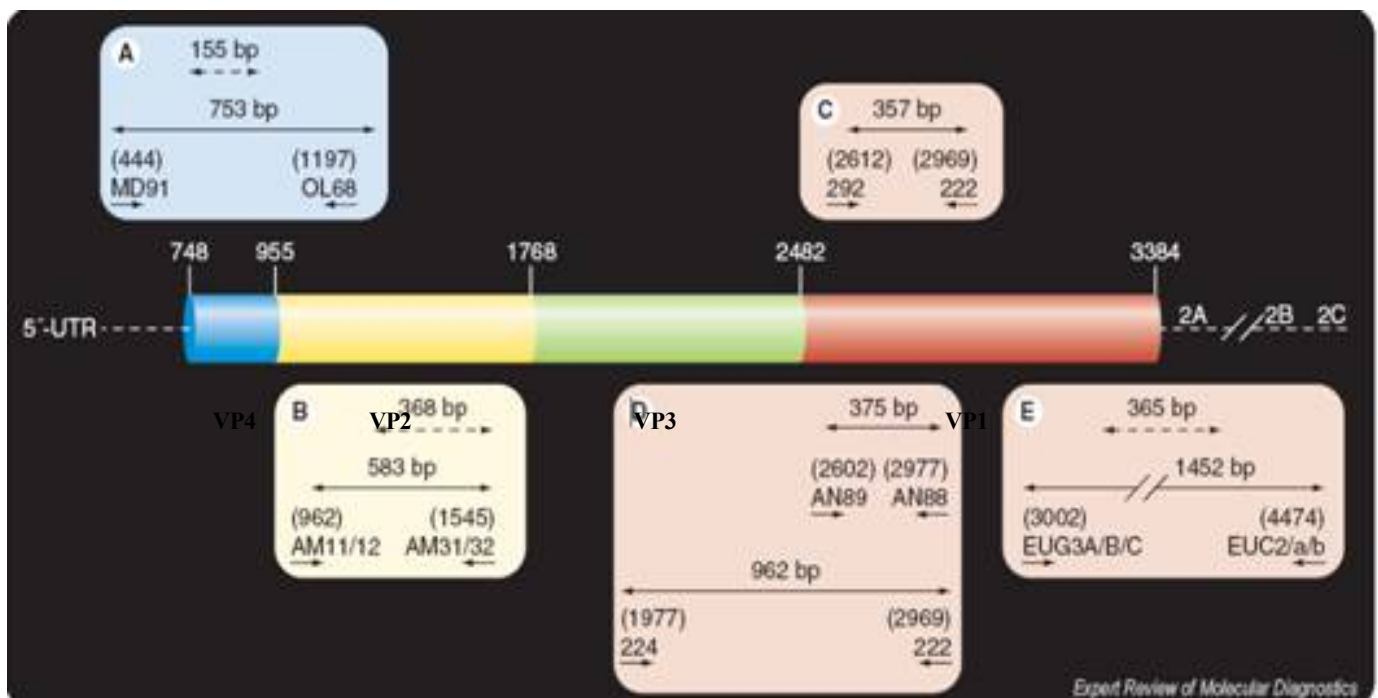 A
155 bp
753 bp
(444) (1197)
MD91 OL68
C
357 bp
(2612) (2969)
292 222
748 955 1768 2482 3384
5´-UTR 2A 2B 2C
VP4 VP2 VP3 VP1
B
368 bp
583 bp
(962) (1545)
AM11/12 AM31/32
D
375 bp
(2602) (2977)
AN89 AN88
962 bp
(1977) (2969)
224 222
E
365 bp
1452 bp
(3002) (4474)
EUG3A/B/C EUC2/a/b
Expert Review of Molecular Diagnostics